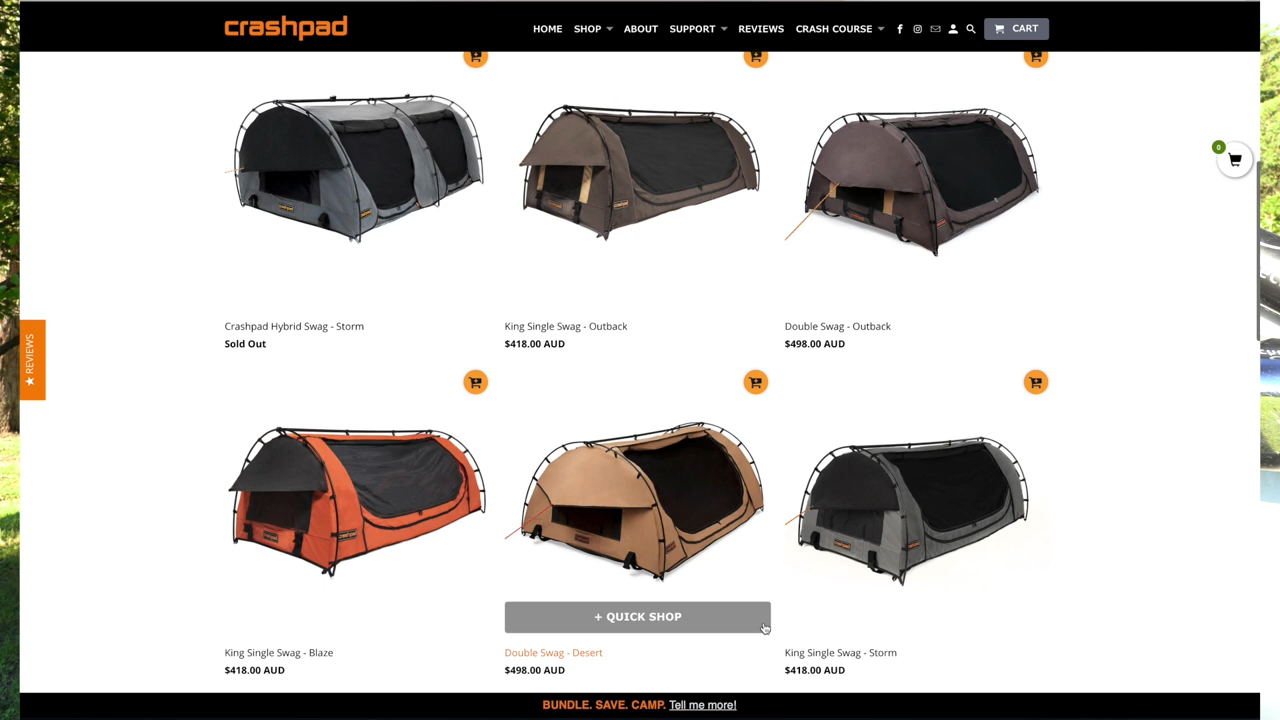 crashpad
HOME SHOP ABOUT SUPPORT REVIEWS CRASH COURSE CART
0
★ REVIEWS
Crashpad Hybrid Swag - Storm
Sold Out
King Single Swag - Outback
$418.00 AUD
Double Swag - Outback
$498.00 AUD
+ QUICK SHOP
King Single Swag - Blaze
$418.00 AUD
Double Swag - Desert
$498.00 AUD
King Single Swag - Storm
$418.00 AUD
BUNDLE. SAVE. CAMP. Tell me more!